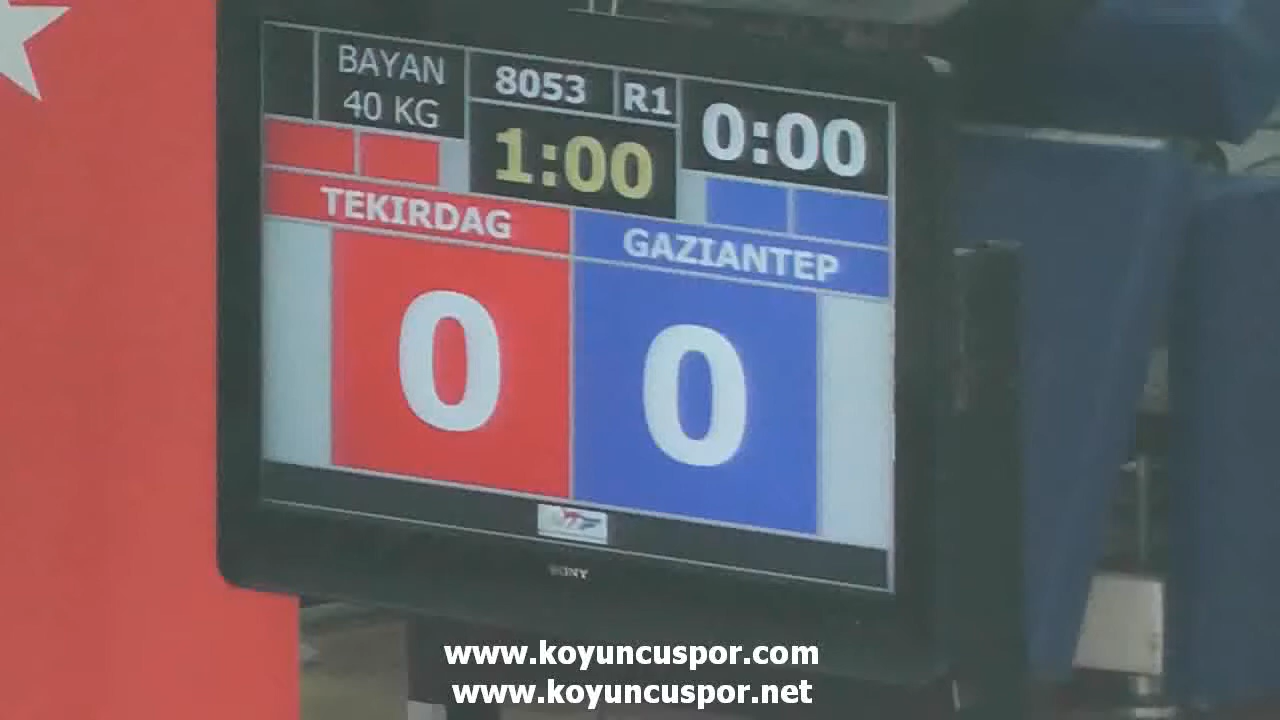 BAYAN
40 KG
8053
R1
0:00
1:00
TEKIRDAG
GAZIANTEP
0
0
SONY
www.koyuncuspor.com
www.koyuncuspor.net